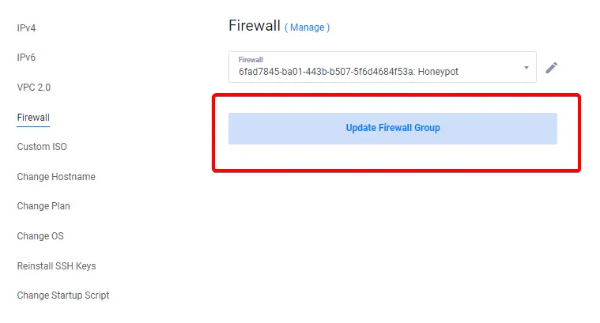 IPv4
IPv6
VPC 2.0
Firewall
Custom ISO
Change Hostname
Change Plan
Change OS
Reinstall SSH Keys
Change Startup Script
Firewall ( Manage )
Firewall
6fad7845-ba01-443b-b507-5f6d4684f53a: Honeypot
Update Firewall Group